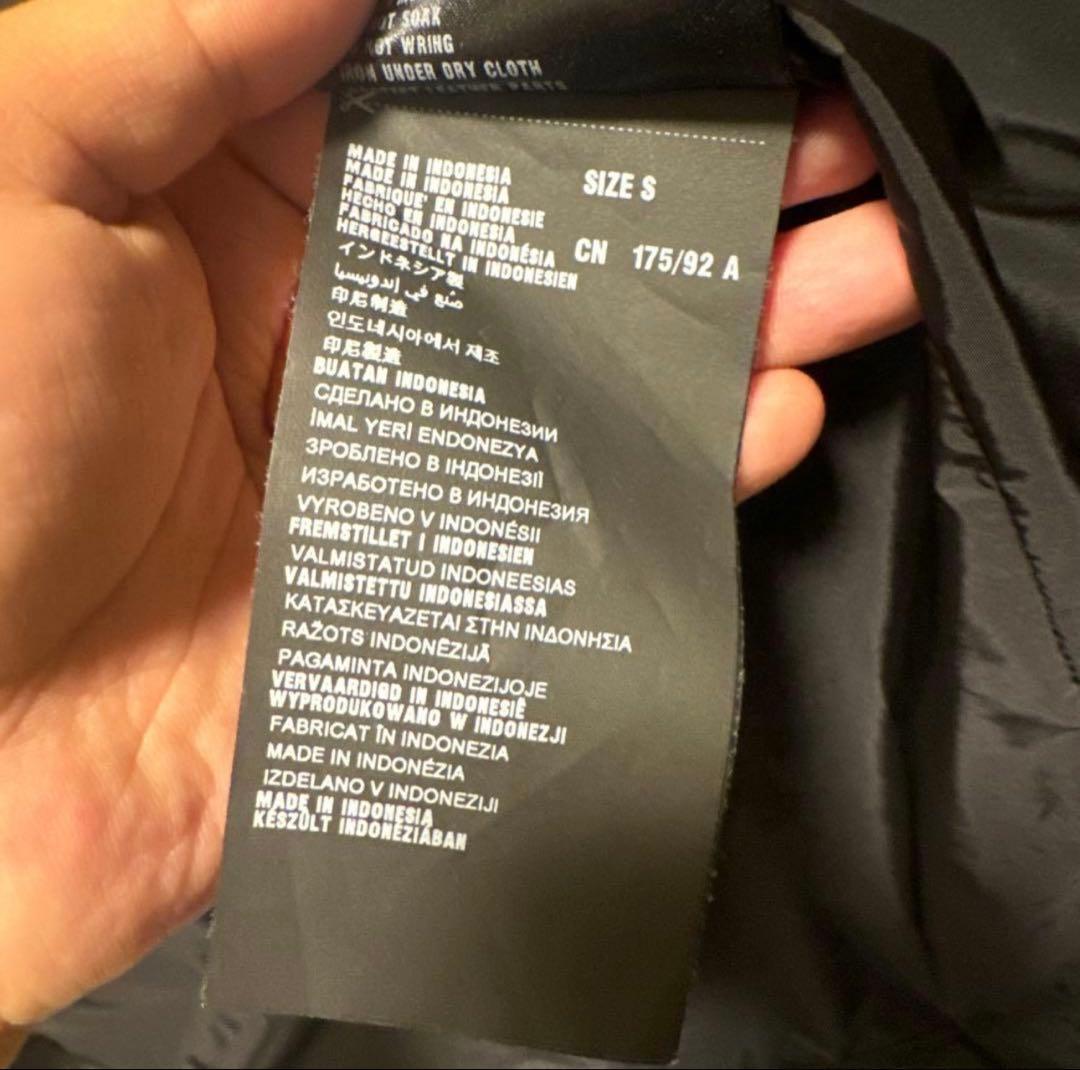 SOAK
WRING
UNDER DRY CLOTH
MADE IN INDONESIA
MADE IN INDONESIA
FABRIQUE' EN INDONESIE
HECHO EN INDONESIA
FABRICADO NA INDONÉSIA
HERGESTELLT IN INDONESIEN
インドネシア製
صنع في إندونيسيا
印尼制造
인도네시아에서 제조
印尼製造
BUATAN INDONESIA
СДЕЛАНО В ИНДОНЕЗИИ
İMAL YERİ ENDONEZYA
ЗРОБЛЕНО В ІНДОНЕЗІЇ
ИЗРАБОТЕНО В ИНДОНЕЗИЯ
VYROBENO V INDONÉSII
FREMSTILLET I INDONESIEN
VALMISTATUD INDONEESIAS
VALMISTETTU INDONESIASSA
ΚΑΤΑΣΚΕΥΑΖΕΤΑΙ ΣΤΗΝ ΙΝΔΟΝΗΣΙΑ
RAŽOTS INDONĒZIJĀ
PAGAMINTA INDONEZIJOJE
VERVAARDIGD IN INDONESIË
WYPRODUKOWANO W INDONEZJI
FABRICAT ÎN INDONEZIA
MADE IN INDONÉZIA
IZDELANO V INDONEZIJI
MADE IN INDONESIA
KÉSZÜLT INDONÉZIÁBAN
SIZE S
CN 175/92 A